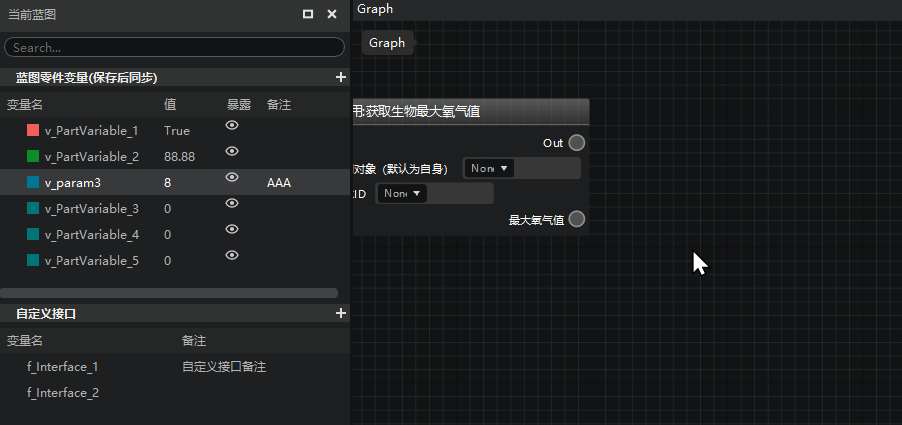 当前蓝图
Search...
蓝图零件变量(保存后同步)
变量名 值 暴露 备注
v_PartVariable_1 True
v_PartVariable_2 88.88
v_param3 8 AAA
v_PartVariable_3 0
v_PartVariable_4 0
v_PartVariable_5 0
自定义接口
变量名 备注
f_Interface_1 自定义接口备注
f_Interface_2
Graph
Graph
用:获取生物最大氧气值
Out
对象（默认为自身） None
ID None
最大氧气值